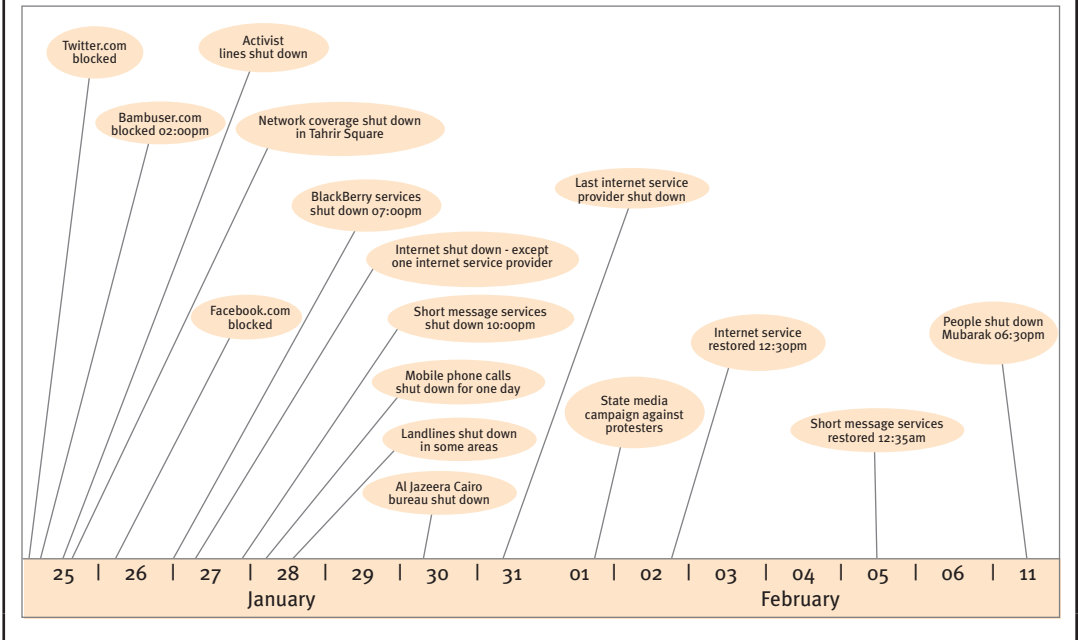 Twitter.com
blocked
Activist
lines shut down
Bambuser.com
blocked 02:00pm
Network coverage shut down
in Tahrir Square
Last internet service
provider shut down
BlackBerry services
shut down 07:00pm
Internet shut down - except
one internet service provider
Facebook.com
blocked
Short message services
shut down 10:00pm
Internet service
restored 12:30pm
People shut down
Mubarak 06:30pm
Mobile phone calls
shut down for one day
State media
campaign against
protesters
Landlines shut down
in some areas
Short message services
restored 12:35am
Al Jazeera Cairo
bureau shut down
25 | 26 | 27 | 28 | 29 | 30 | 31 01 | 02 | 03 | 04 | 05 | 06 | 11
January February